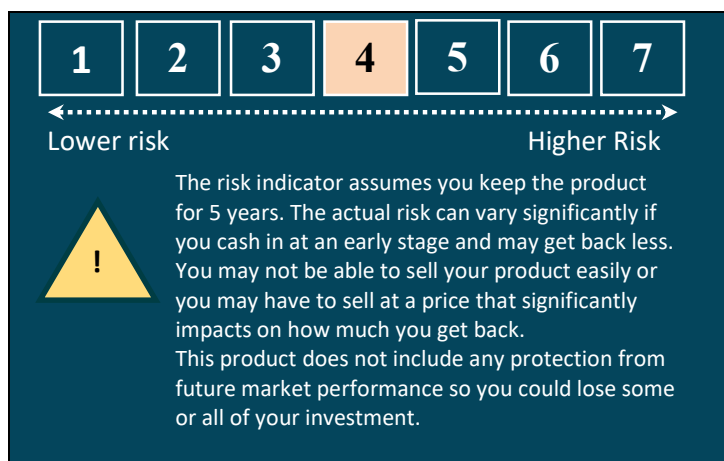 1 2 3 4 5 6 7
Lower risk Higher Risk
The risk indicator assumes you keep the product
for 5 years. The actual risk can vary significantly if
you cash in at an early stage and may get back less.
!
You may not be able to sell your product easily or
you may have to sell at a price that significantly
impacts on how much you get back.
This product does not include any protection from
future market performance so you could lose some
or all of your investment.